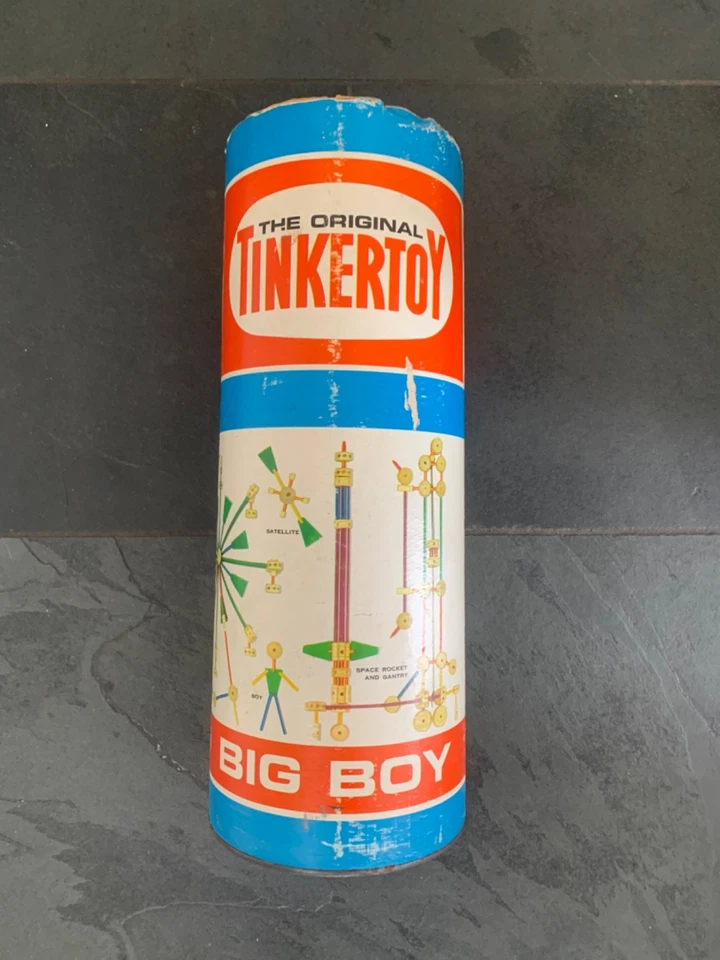 THE ORIGINAL
TINKERTOY
SATELLITE
SPACE ROCKET
AND GANTRY
BOY
BIG BOY